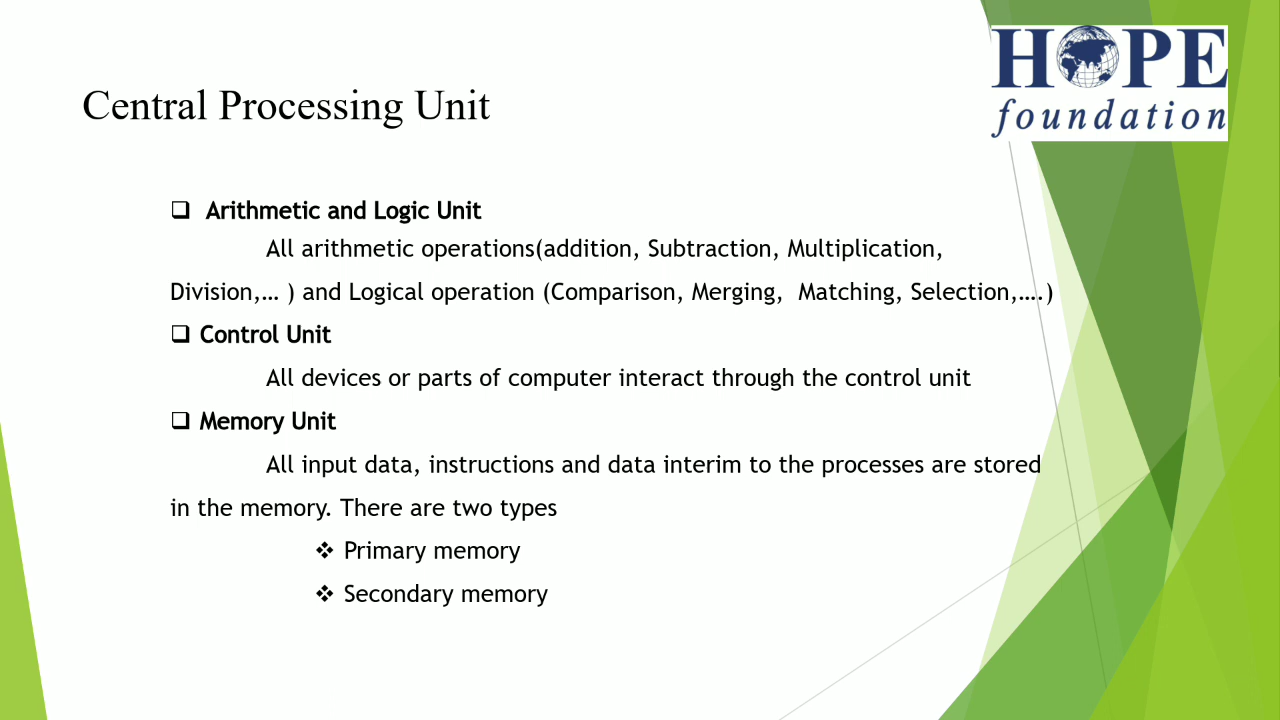 HOPE
foundation
Central Processing Unit
❑ Arithmetic and Logic Unit
All arithmetic operations(addition, Subtraction, Multiplication,
Division,… ) and Logical operation (Comparison, Merging,  Matching, Selection,….)
❑ Control Unit
All devices or parts of computer interact through the control unit
❑ Memory Unit
All input data, instructions and data interim to the processes are stored
in the memory. There are two types
❖ Primary memory
❖ Secondary memory